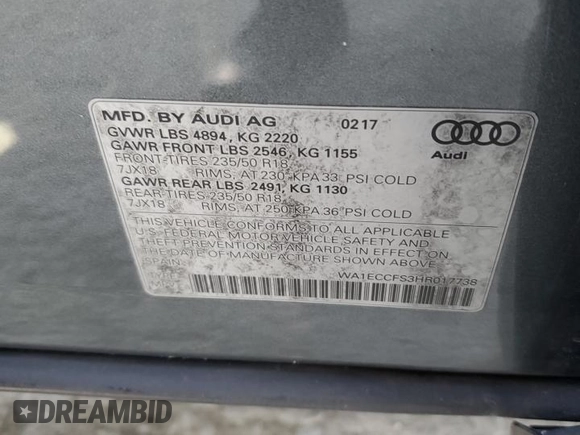 MFD. BY AUDI AG 0217
GVWR LBS 4894, KG 2220
GAWR FRONT LBS 2546, KG 1155
FRONT-TIRES 235/50 R18
7JX18 RIMS, AT 230 KPA 33 PSI COLD
GAWR REAR LBS 2491, KG 1130
REAR-TIRES 235/50 R18
7JX18 RIMS, AT 250 KPA 36 PSI COLD
THIS VEHICLE CONFORMS TO ALL APPLICABLE
U.S. FEDERAL MOTOR VEHICLE SAFETY AND
THEFT PREVENTION STANDARDS IN EFFECT ON
THE DATE OF MANUFACTURE SHOWN ABOVE.
SPAIN
WA1ECCFS3HR017738
Audi
DREAMBID